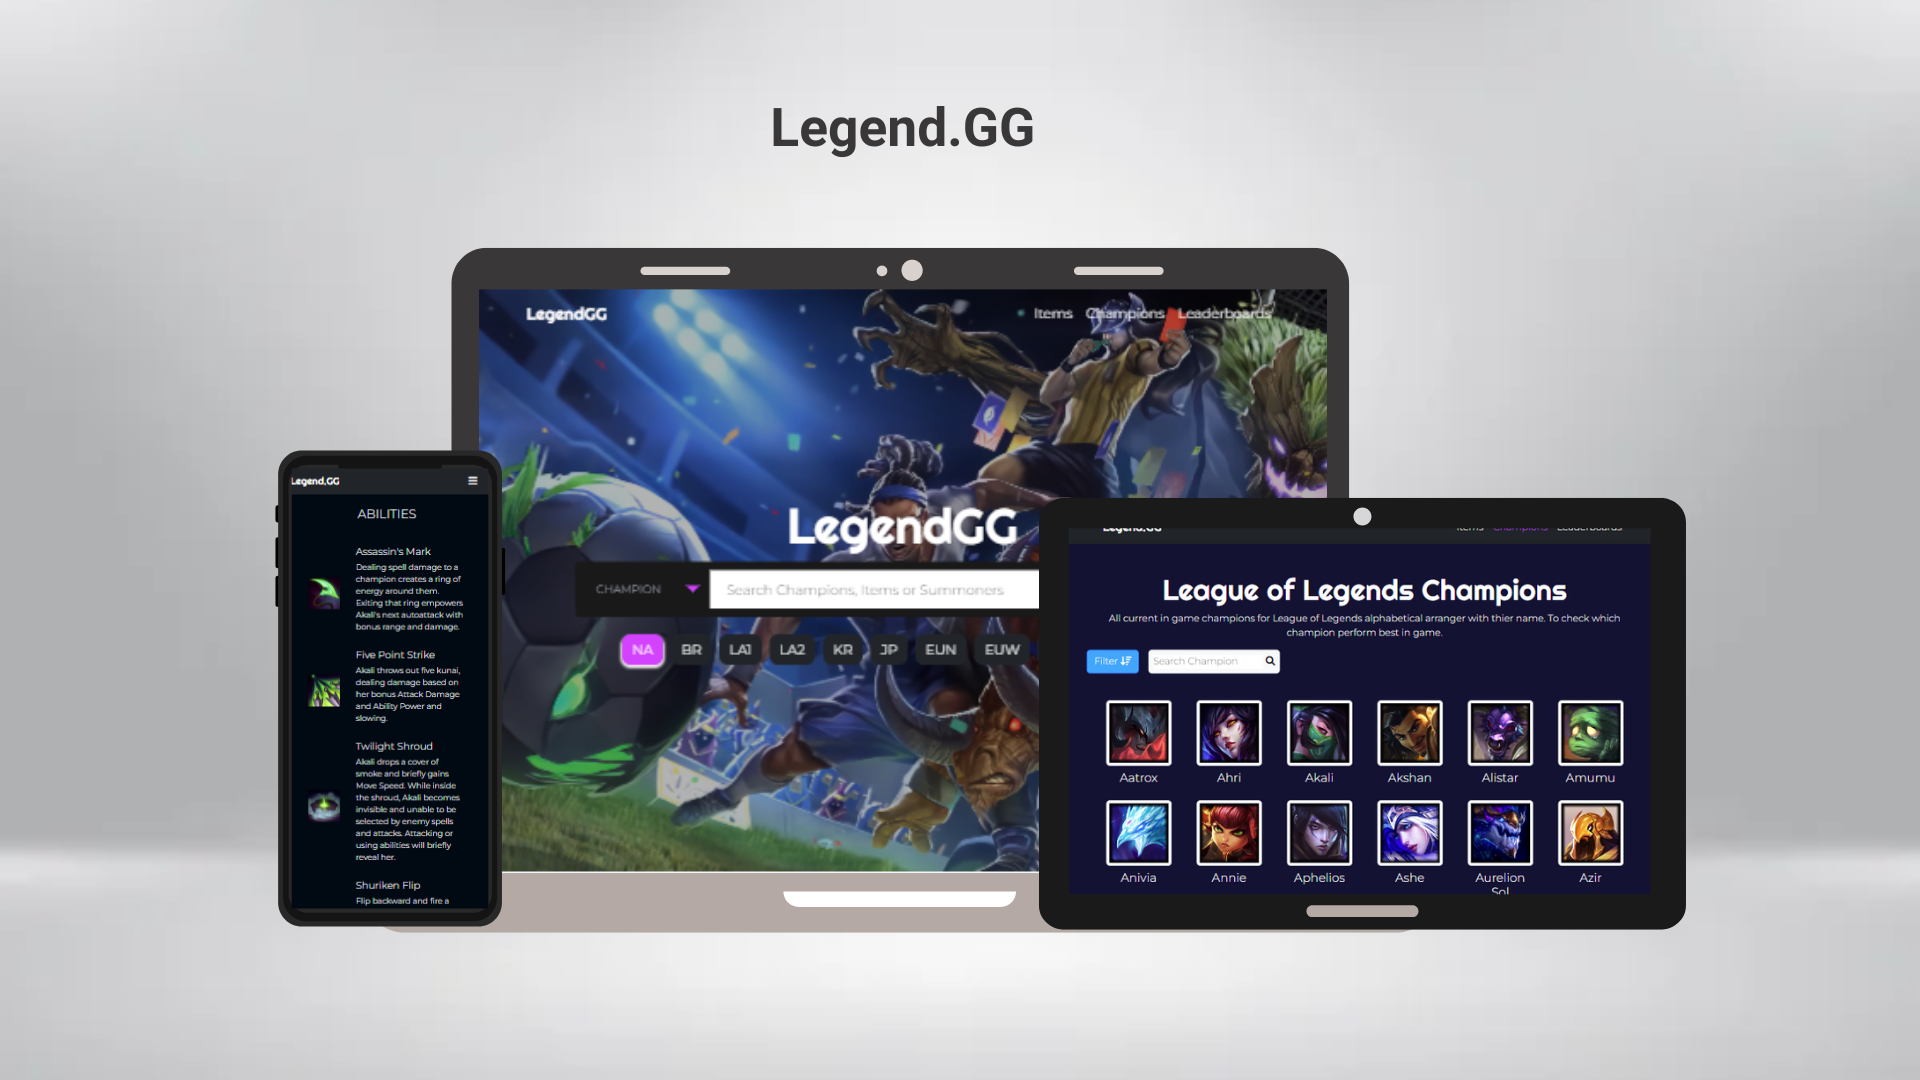 Legend.GG
LegendGG
Items Champions Leaderboards
LegendGG
CHAMPION
Search Champions, Items or Summoners
NA BR LA1 LA2 KR JP EUN EUW
Legend.GG
ABILITIES
Assassin's Mark
Dealing spell damage to a
champion creates a ring of
energy around them.
Exiting that ring empowers
Akali's next autoattack with
bonus range and damage.
Five Point Strike
Akali throws out five kunai,
dealing damage based on
her bonus Attack Damage
and Ability Power and
slowing.
Twilight Shroud
Akali drops a cover of
smoke and briefly gains
Move Speed. While inside
the shroud, Akali becomes
invisible and unable to be
selected by enemy spells
and attacks. Attacking or
using abilities will briefly
reveal her.
Shuriken Flip
Flip backward and fire a
Legend.GG
Items Champions Leaderboards
League of Legends Champions
All current in game champions for League of Legends alphabetical arranger with thier name. To check which
champion perform best in game.
Filter
Search Champion
Aatrox Ahri Akali Akshan Alistar Amumu
Anivia Annie Aphelios Ashe Aurelion Azir
Sol